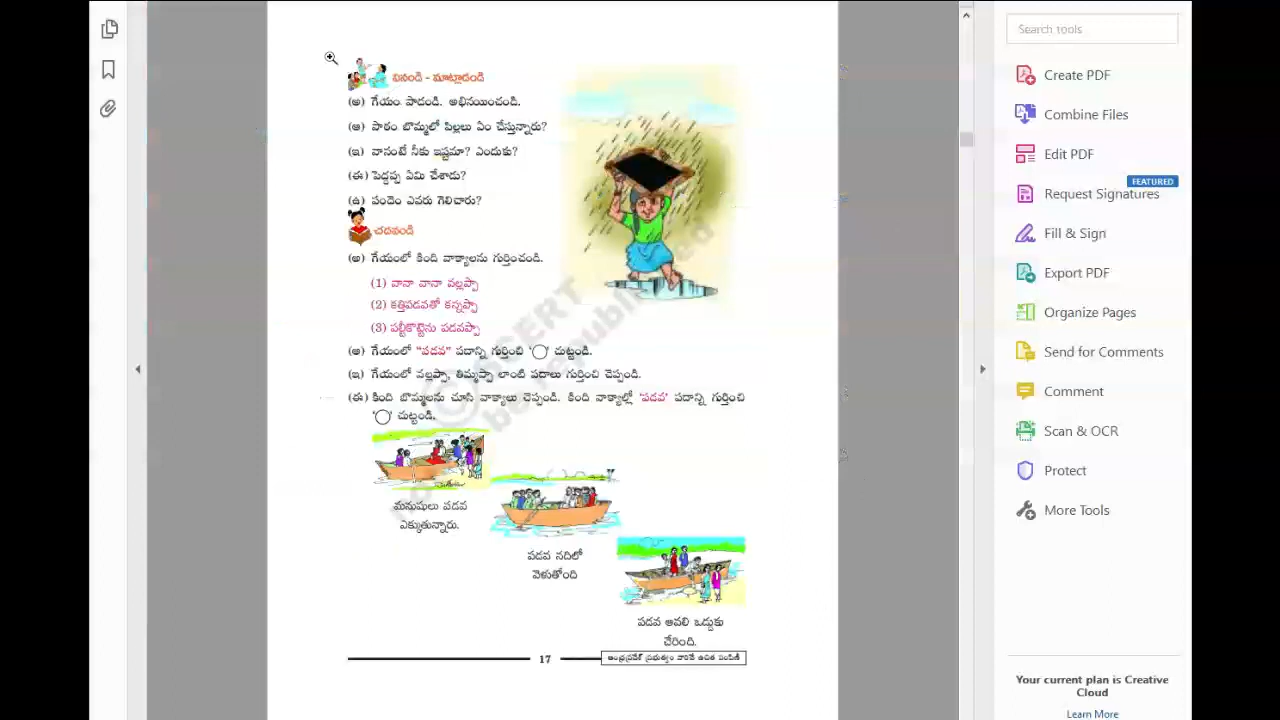 వినండి - మాట్లాడండి
(అ) గేయం పాడండి. అభినయించండి.
(ఆ) పాఠం బొమ్మలో పిల్లలు ఏం చేస్తున్నారు?
(ఇ) వానంటే నీకు ఇష్టమా? ఎందుకు?
(ఈ) పెద్దప్ప ఏమి చేశాడు?
(ఉ) పందెం ఎవరు గెలిచారు?
చదవండి
(అ) గేయంలో కింది వాక్యాలను గుర్తించండి.
(1) వానా వానా వల్లప్పా
(2) కత్తిపడవతో కన్నప్పా
(3) పల్టీకొట్టెను పడవప్పా
(ఆ) గేయంలో "పడవ" పదాన్ని గుర్తించి '◯' చుట్టండి.
(ఇ) గేయంలో వల్లప్పా, తిమ్మప్పా లాంటి పదాలు గుర్తించి చెప్పండి.
(ఈ) కింది బొమ్మలను చూసి వాక్యాలు చెప్పండి. కింది వాక్యాల్లో 'పడవ' పదాన్ని గుర్తించి
'◯' చుట్టండి.
మనుషులు పడవ
ఎక్కుతున్నారు.
పడవ నదిలో
వెళుతోంది
పడవ ఆవలి ఒడ్డుకు
చేరింది.
17
ఆంధ్రప్రదేశ్ ప్రభుత్వం వారిచే ఉచిత పంపిణీ
Search tools
Create PDF
Combine Files
Edit PDF
FEATURED
Request Signatures
Fill & Sign
Export PDF
Organize Pages
Send for Comments
Comment
Scan & OCR
Protect
More Tools
Your current plan is Creative
Cloud
Learn More